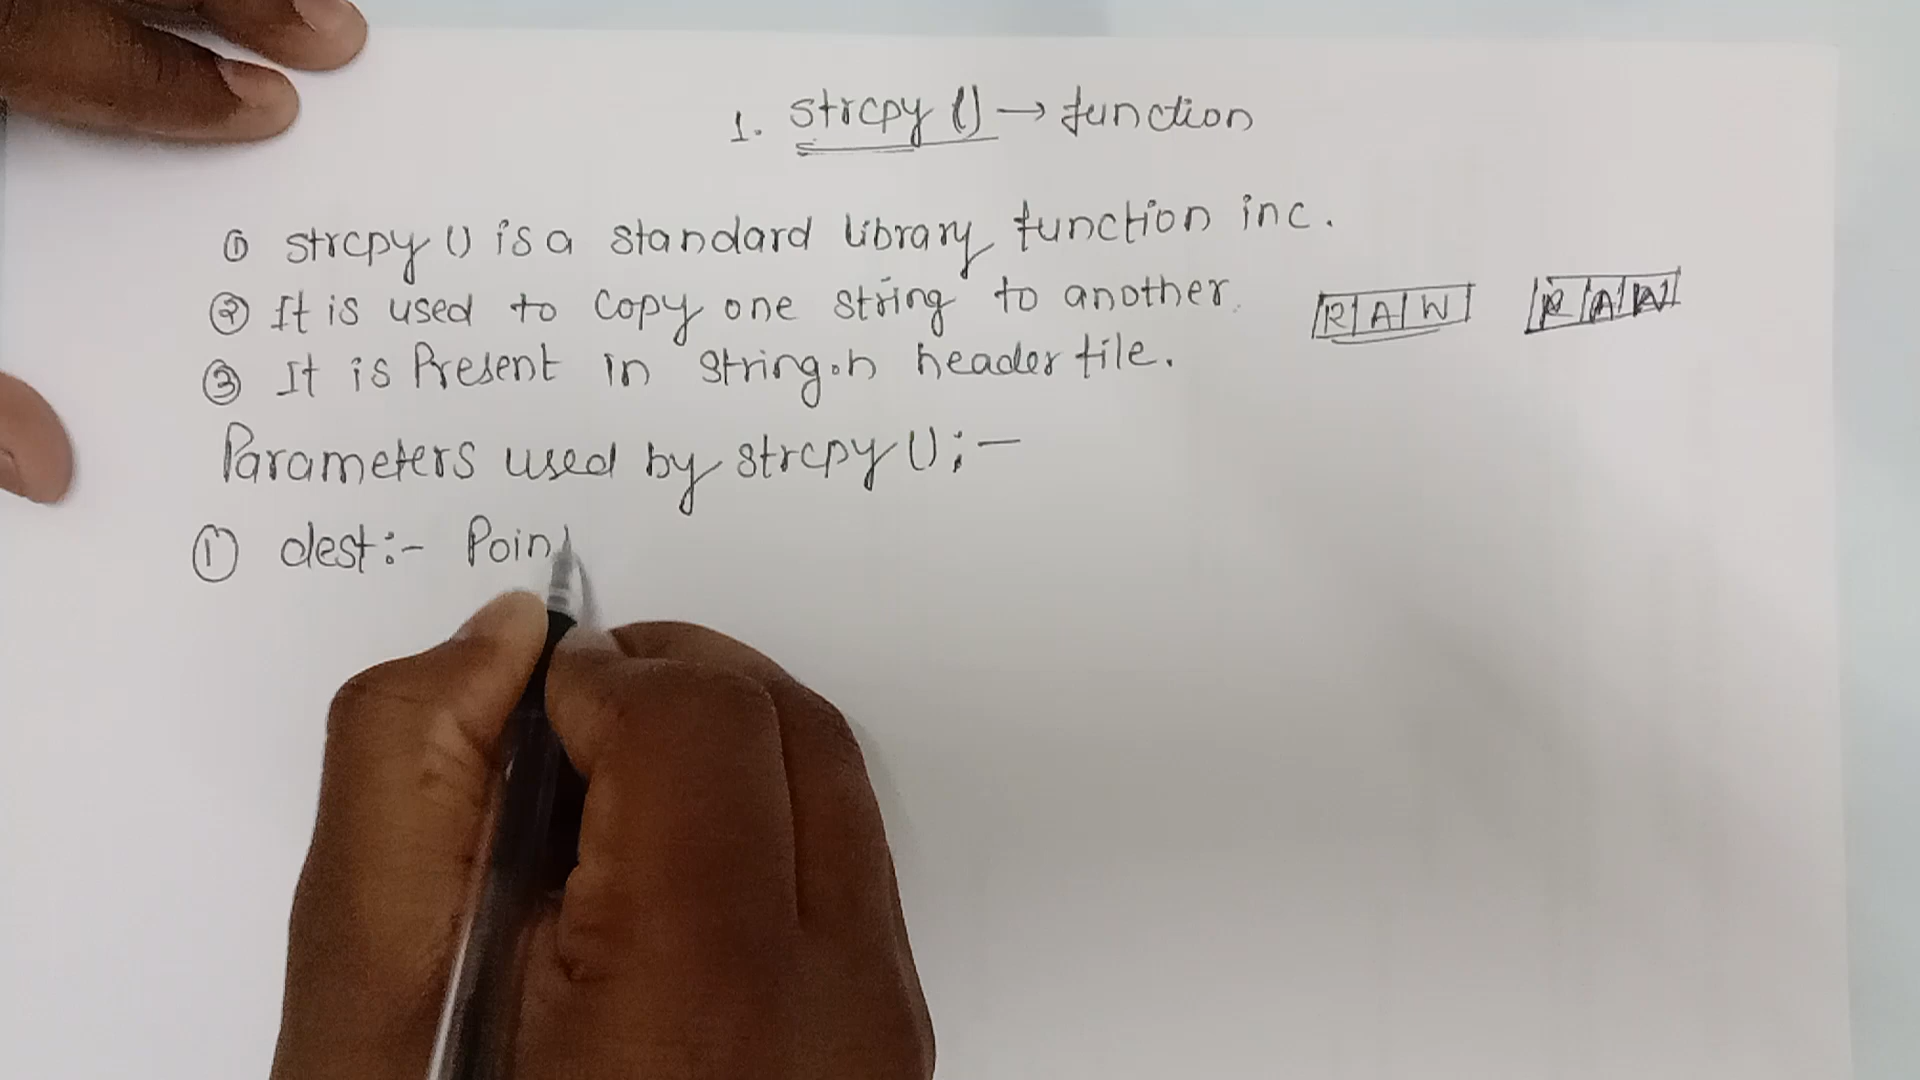 1. strcpy () → function
① strcpy () is a standard library function inc.
② It is used to copy one string to another. R A W R A W
③ It is Present in string.h header file.
Parameters used by strcpy () :-
① dest :- Poin